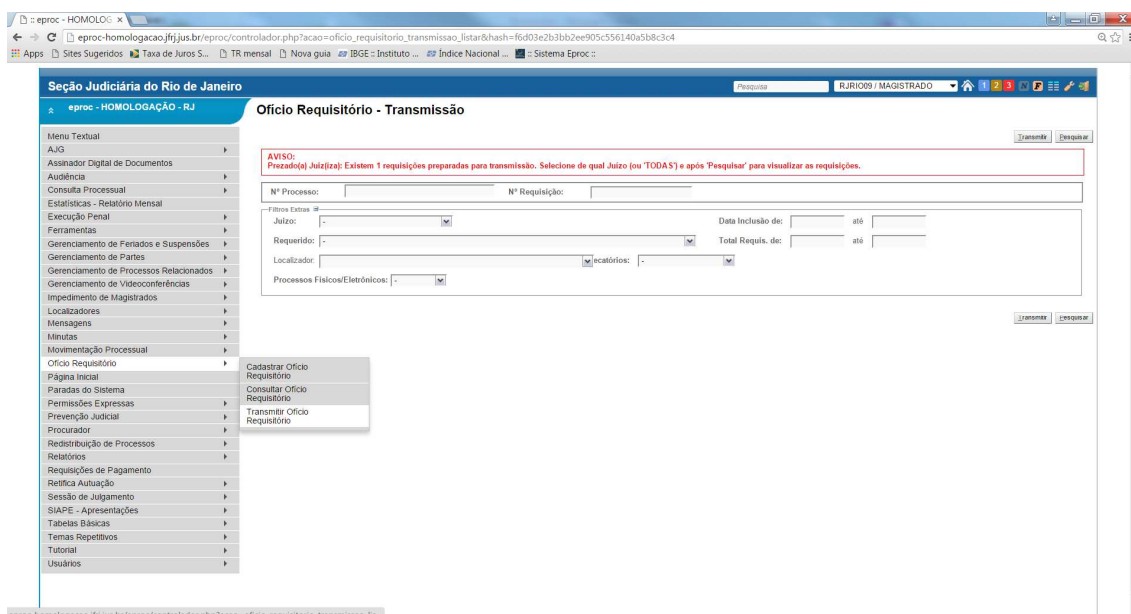 :: eproc - HOMOLOG
eproc-homologacao.jfrj.jus.br/eproc/controlador.php?acao=oficio_requisitorio_transmissao_listar&hash=f6d03e2b3bb2ee905c556140a5b8c3c4
Apps Sites Sugeridos Taxa de Juros S... TR mensal Nova guia IBGE :: Instituto ... Índice Nacional ... :: Sistema Eproc ::
Seção Judiciária do Rio de Janeiro
Pesquisa RJRIO09 / MAGISTRADO 1 2 3 N F
eproc - HOMOLOGAÇÃO - RJ
Ofício Requisitório - Transmissão
Transmitir Pesquisar
AVISO:
Prezado(a) Juiz(íza): Existem 1 requisições preparadas para transmissão. Selecione de qual Juízo (ou 'TODAS') e após 'Pesquisar' para visualizar as requisições.
Nº Processo: Nº Requisição:
Filtros Extras
Juízo: - Data Inclusão de: até
Requerido: - Total Requis. de: até
Localizador: ecatórios: -
Processos Físicos/Eletrônicos: -
Transmitir Pesquisar
Menu Textual
AJG
Assinador Digital de Documentos
Audiência
Consulta Processual
Estatísticas - Relatório Mensal
Execução Penal
Ferramentas
Gerenciamento de Feriados e Suspensões
Gerenciamento de Partes
Gerenciamento de Processos Relacionados
Gerenciamento de Videoconferências
Impedimento de Magistrados
Localizadores
Mensagens
Minutas
Movimentação Processual
Ofício Requisitório
Página Inicial
Paradas do Sistema
Permissões Expressas
Prevenção Judicial
Procurador
Redistribuição de Processos
Relatórios
Requisições de Pagamento
Retifica Autuação
Sessão de Julgamento
SIAPE - Apresentações
Tabelas Básicas
Temas Repetitivos
Tutorial
Usuários
Cadastrar Ofício
Requisitório
Consultar Ofício
Requisitório
Transmitir Ofício
Requisitório